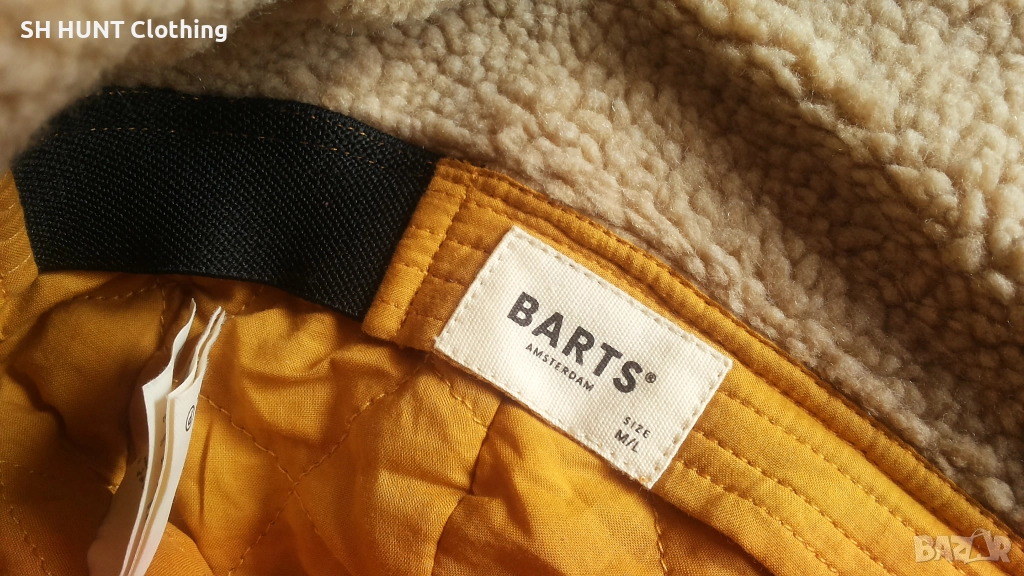 SH HUNT Clothing
BARTS®
AMSTERDAM
SIZE
M/L
BAZAR